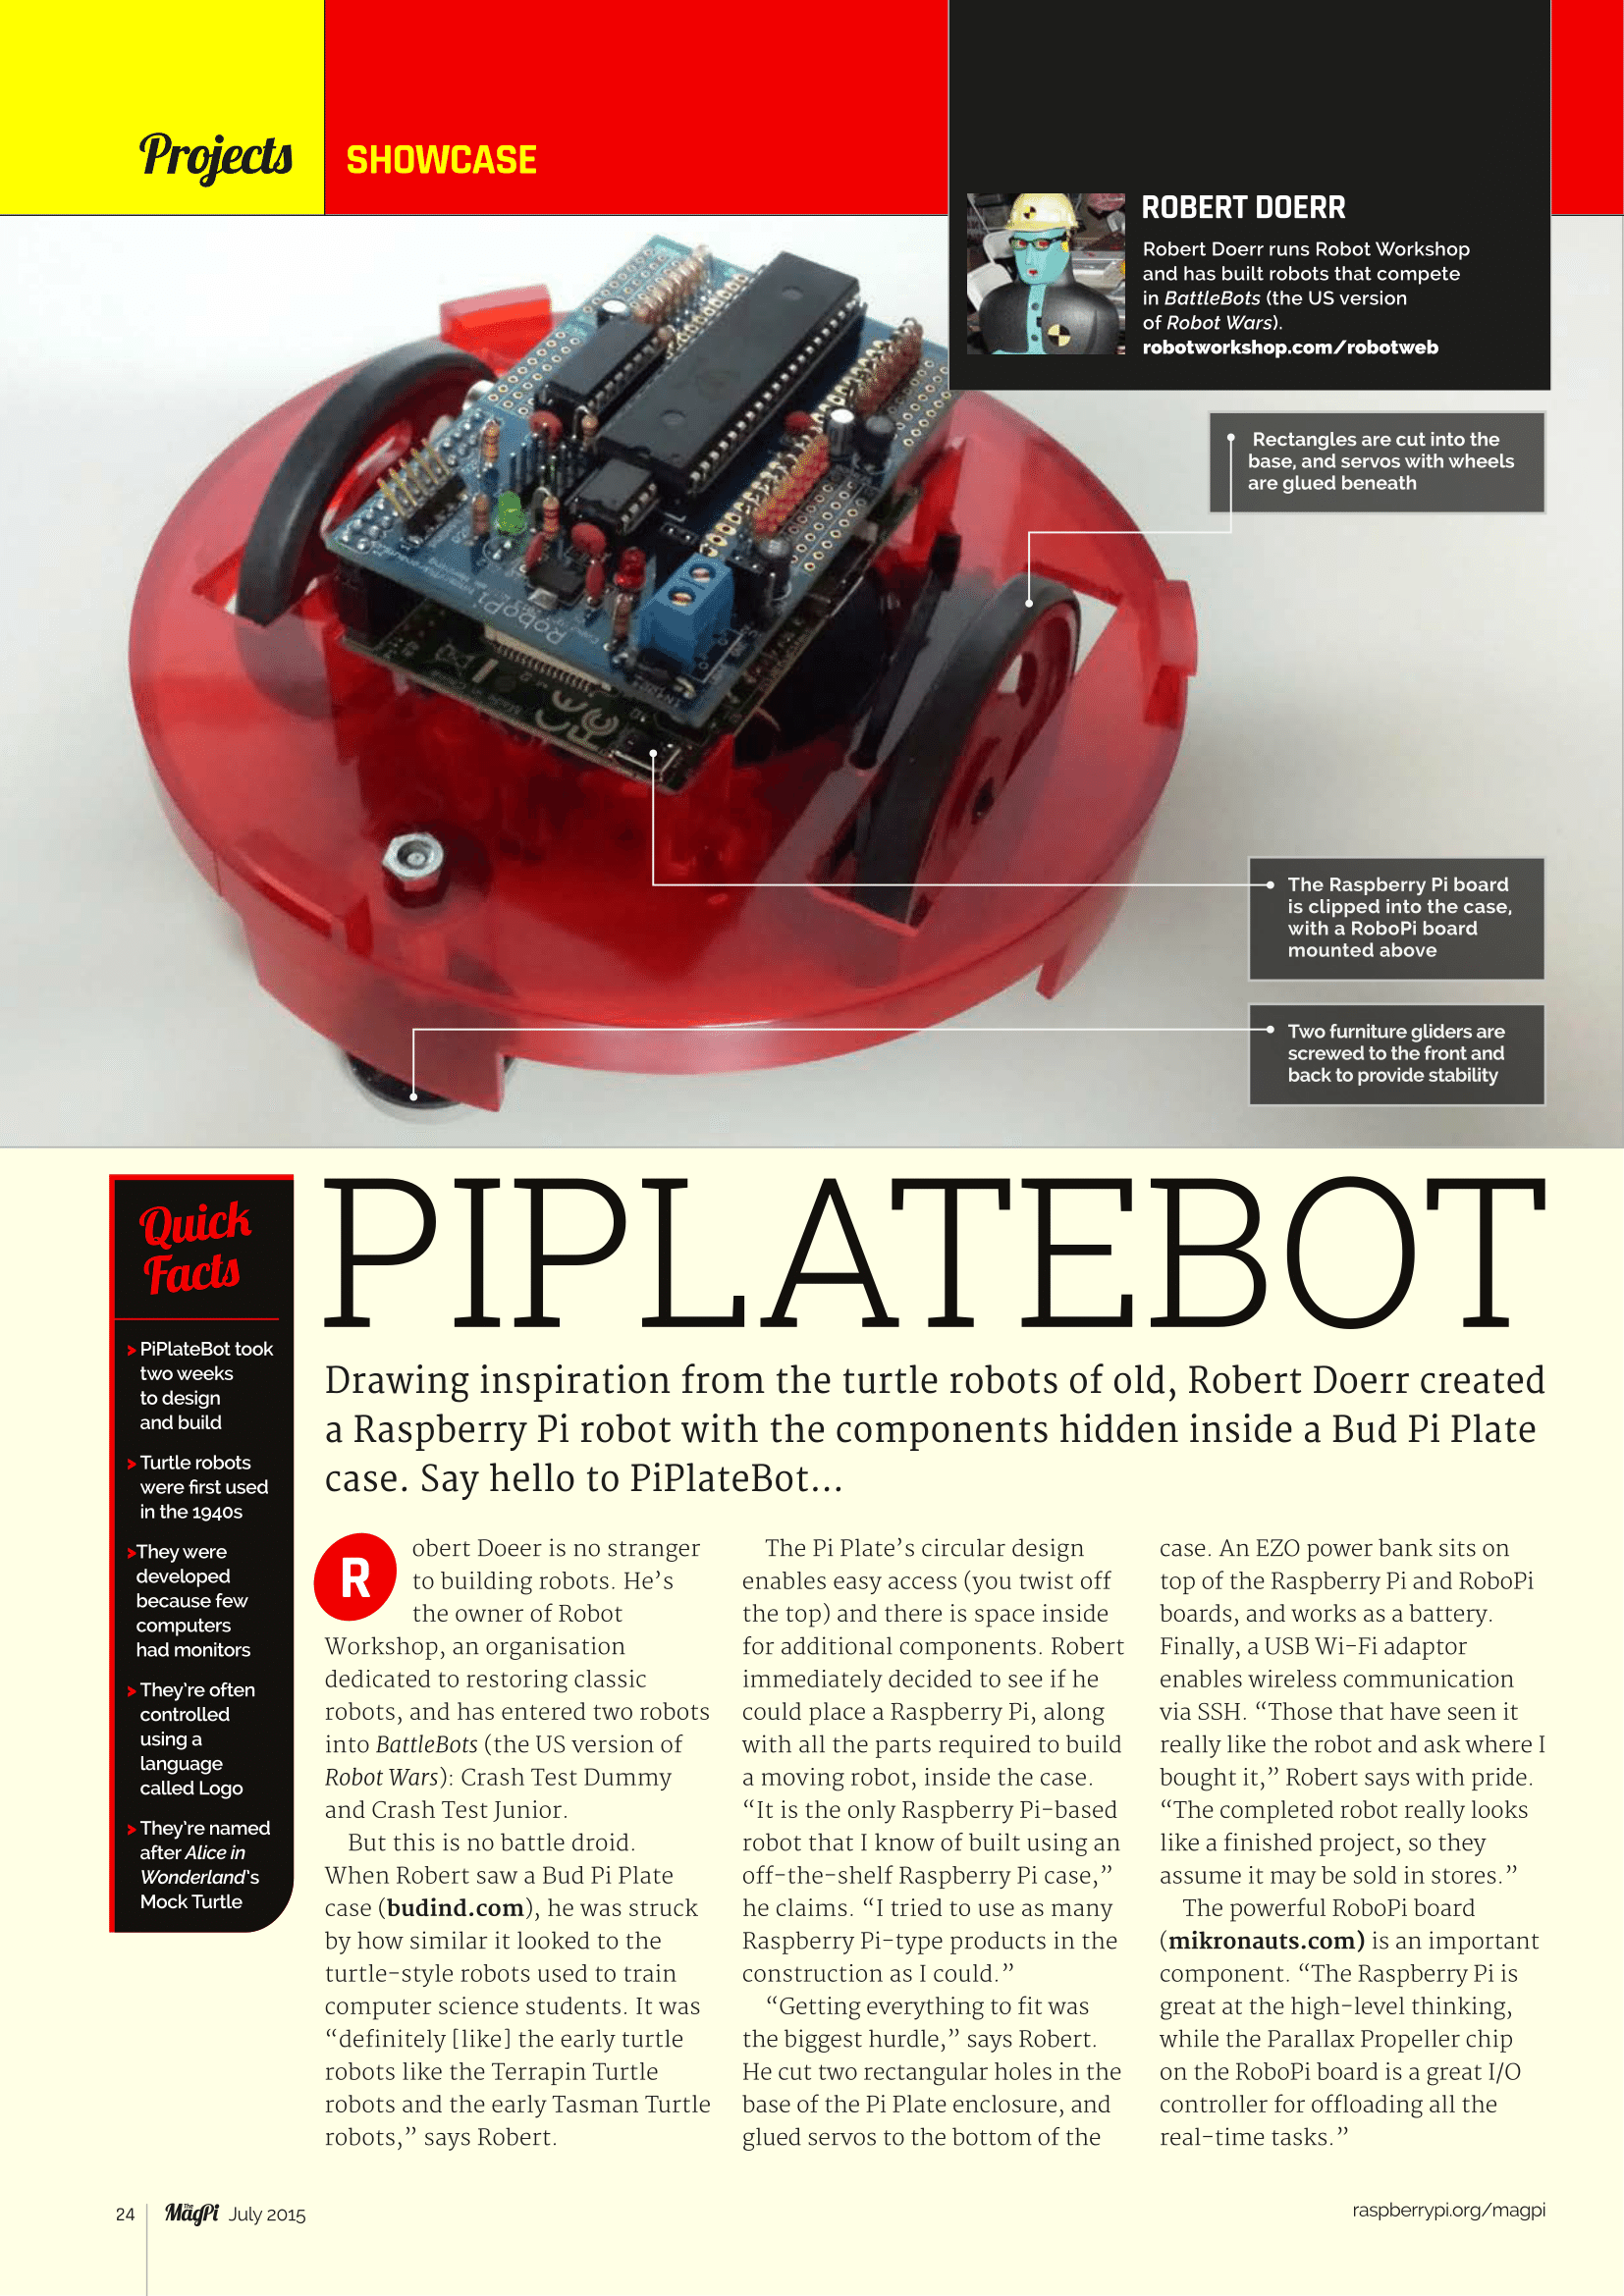 Projects
SHOWCASE
ROBERT DOERR
Robert Doerr runs Robot Workshop
and has built robots that compete
in BattleBots (the US version
of Robot Wars).
robotworkshop.com/robotweb
Rectangles are cut into the
base, and servos with wheels
are glued beneath
RoboPi
The Raspberry Pi board
is clipped into the case,
with a RoboPi board
mounted above
Two furniture gliders are
screwed to the front and
back to provide stability
Quick
Facts
> PiPlateBot took
two weeks
to design
and build
> Turtle robots
were first used
in the 1940s
>They were
developed
because few
computers
had monitors
> They're often
controlled
using a
language
called Logo
> They're named
after Alice in
Wonderland's
Mock Turtle
PIPLATEBOT
Drawing inspiration from the turtle robots of old, Robert Doerr created
a Raspberry Pi robot with the components hidden inside a Bud Pi Plate
case. Say hello to PiPlateBot...
Robert Doeer is no stranger
to building robots. He's
the owner of Robot
Workshop, an organisation
dedicated to restoring classic
robots, and has entered two robots
into BattleBots (the US version of
Robot Wars): Crash Test Dummy
and Crash Test Junior.
But this is no battle droid.
When Robert saw a Bud Pi Plate
case (budind.com), he was struck
by how similar it looked to the
turtle-style robots used to train
computer science students. It was
“definitely [like] the early turtle
robots like the Terrapin Turtle
robots and the early Tasman Turtle
robots,” says Robert.
The Pi Plate's circular design
enables easy access (you twist off
the top) and there is space inside
for additional components. Robert
immediately decided to see if he
could place a Raspberry Pi, along
with all the parts required to build
a moving robot, inside the case.
“It is the only Raspberry Pi-based
robot that I know of built using an
off-the-shelf Raspberry Pi case,”
he claims. “I tried to use as many
Raspberry Pi-type products in the
construction as I could.”
“Getting everything to fit was
the biggest hurdle,” says Robert.
He cut two rectangular holes in the
base of the Pi Plate enclosure, and
glued servos to the bottom of the
case. An EZO power bank sits on
top of the Raspberry Pi and RoboPi
boards, and works as a battery.
Finally, a USB Wi-Fi adaptor
enables wireless communication
via SSH. “Those that have seen it
really like the robot and ask where I
bought it,” Robert says with pride.
“The completed robot really looks
like a finished project, so they
assume it may be sold in stores.”
The powerful RoboPi board
(mikronauts.com) is an important
component. “The Raspberry Pi is
great at the high-level thinking,
while the Parallax Propeller chip
on the RoboPi board is a great I/O
controller for offloading all the
real-time tasks.”
24
The MagPi July 2015
raspberrypi.org/magpi